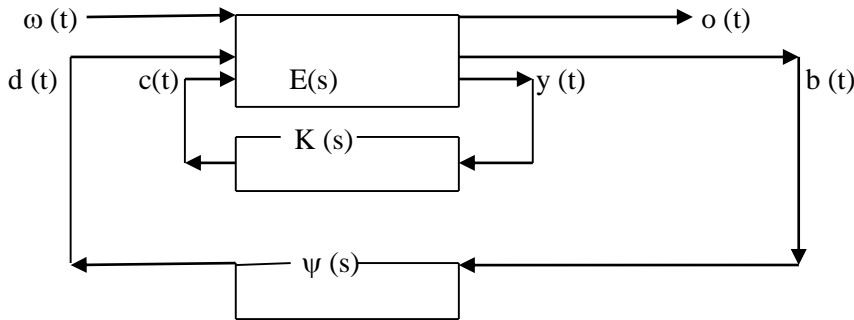 ω (t) o (t)
d (t) c(t) E(s) y (t) b (t)
K (s)
ψ (s)